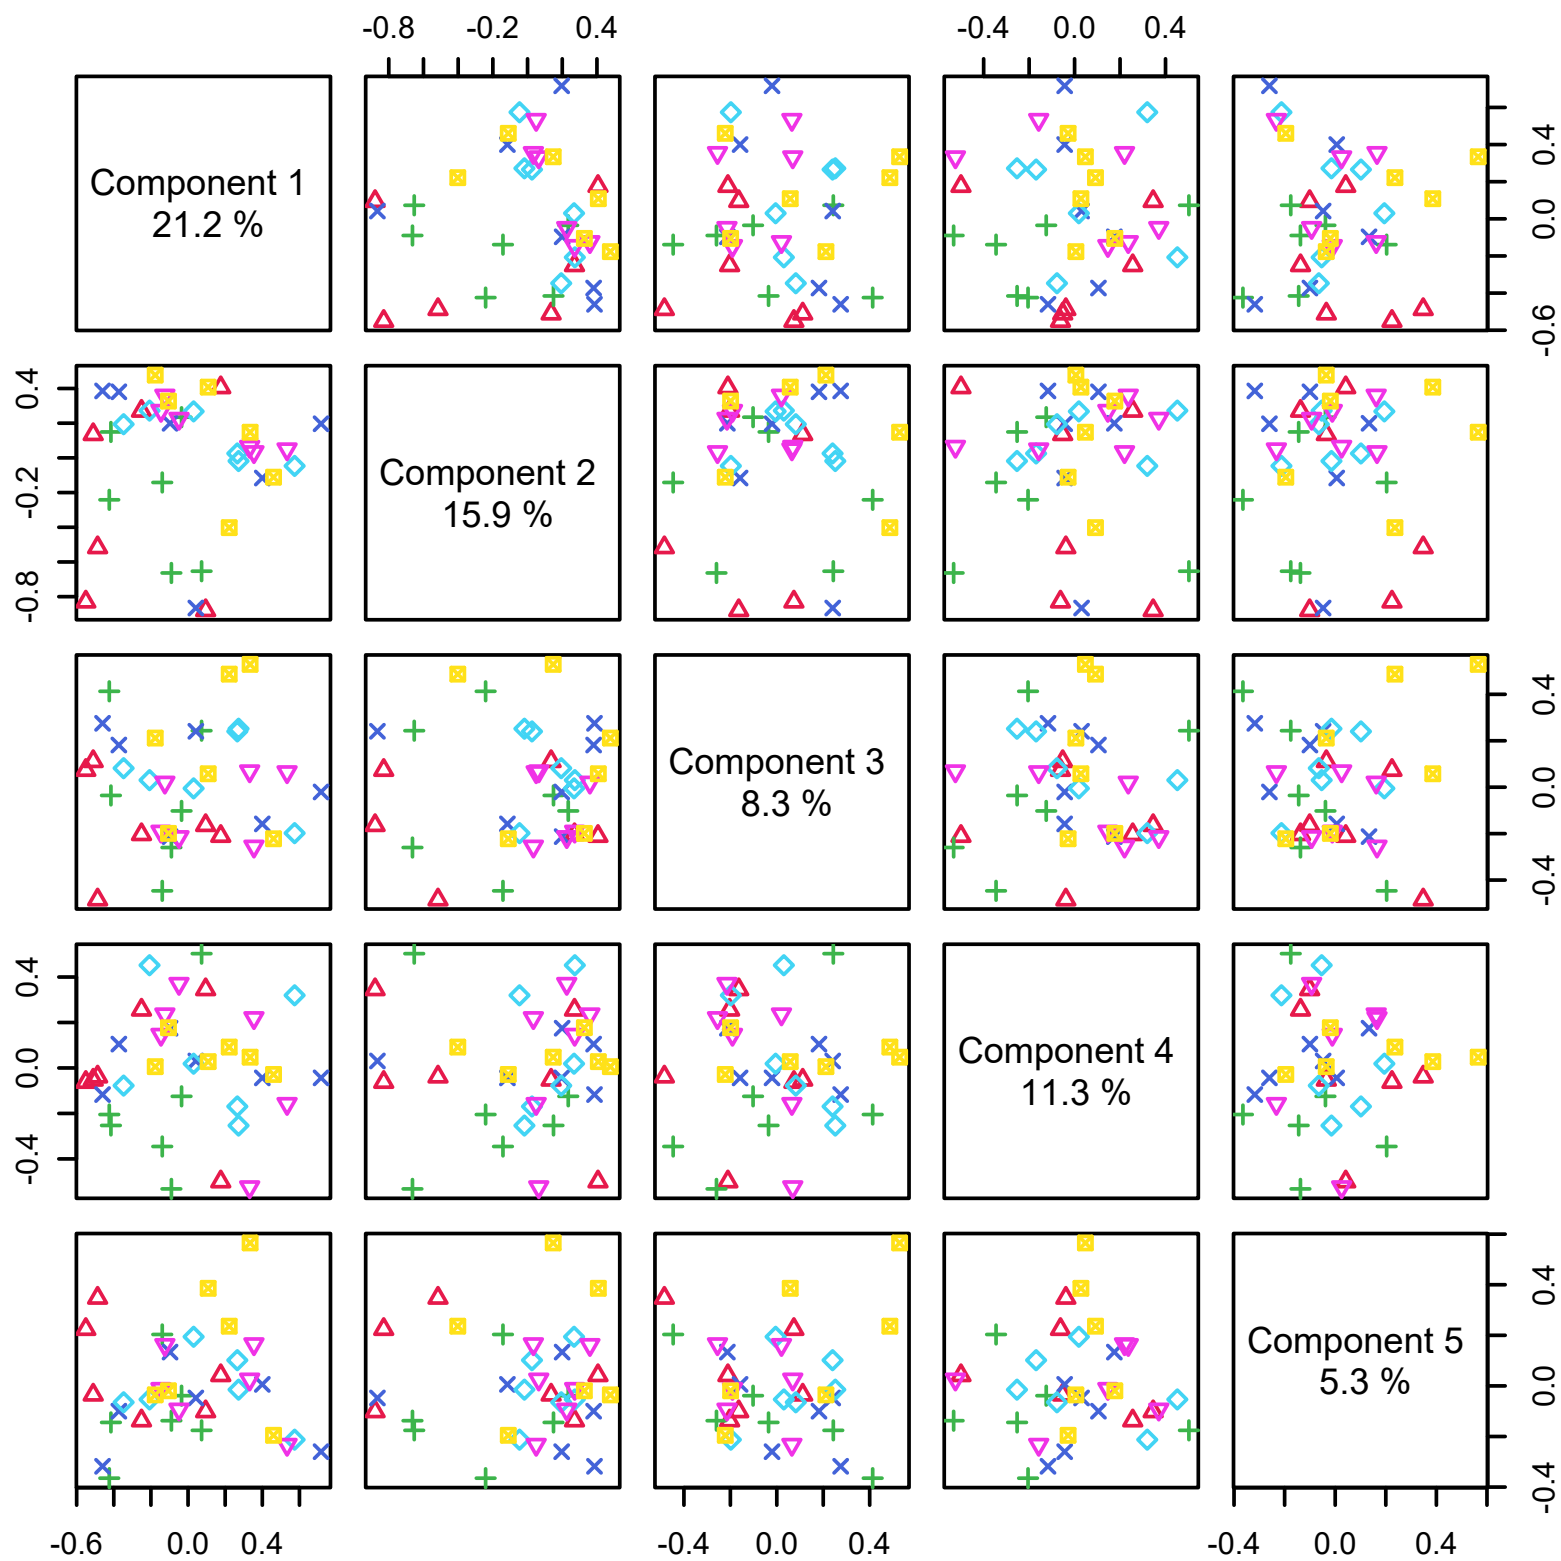 -0.8 -0.2 0.4 -0.4 0.0 0.4
Component 1
21.2 %
0.4 0.0 -0.6
0.4 -0.2 -0.8
Component 2
15.9 %
Component 3
8.3 %
0.4 0.0 -0.4
0.4 0.0 -0.4
Component 4
11.3 %
Component 5
5.3 %
0.4 0.0 -0.4
-0.6 0.0 0.4 -0.4 0.0 0.4 -0.4 0.0 0.4